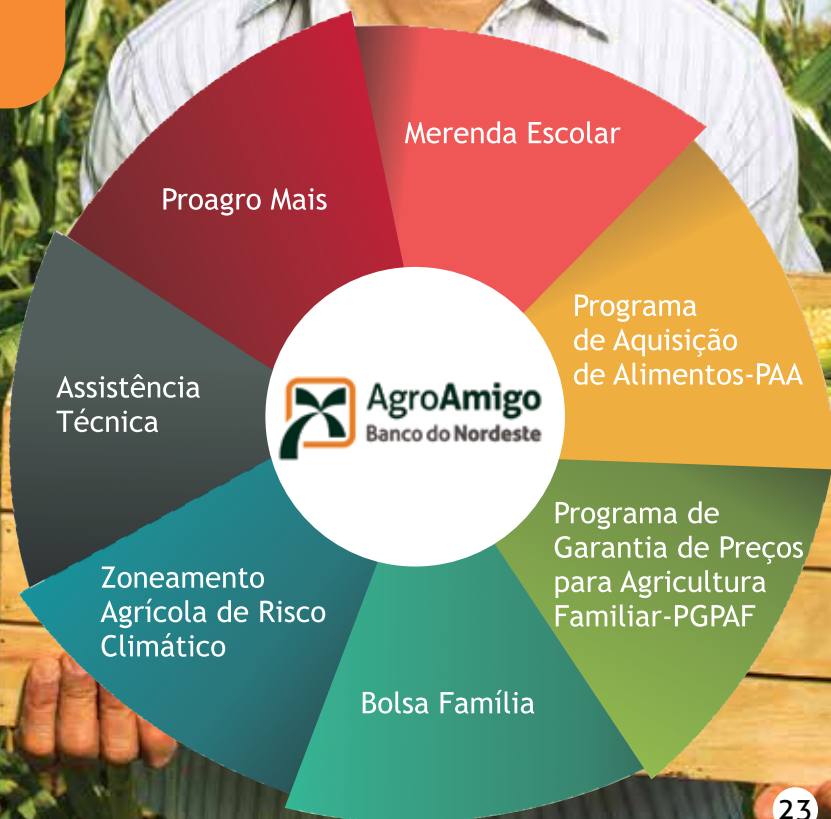 Merenda Escolar
Proagro Mais
Programa
de Aquisição
de Alimentos-PAA
Assistência
Técnica
AgroAmigo
Banco do Nordeste
Programa de
Garantia de Preços
para Agricultura
Familiar-PGPAF
Zoneamento
Agrícola de Risco
Climático
Bolsa Família
23